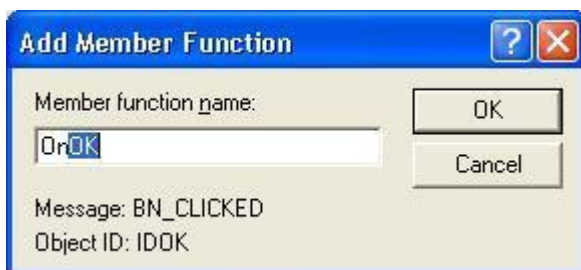 Add Member Function
Member function name:
OK
OnOK
Cancel
Message: BN_CLICKED
Object ID: IDOK